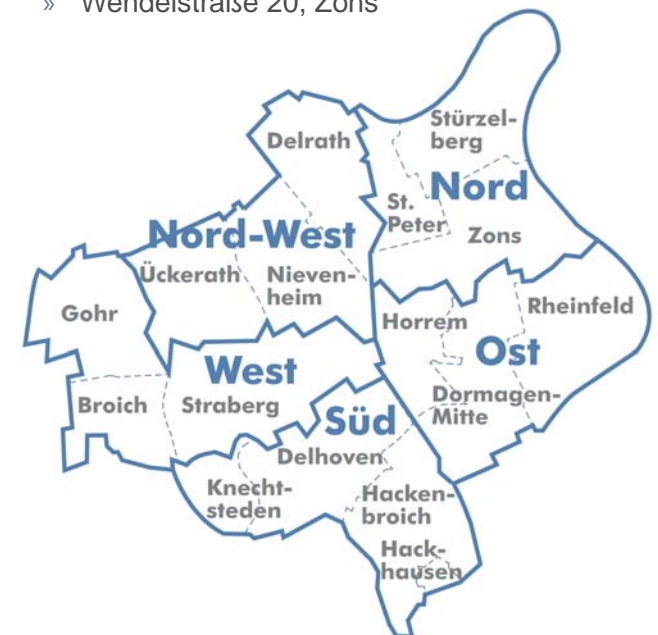 » Wendelstraße 20, Zons
Stürzel-
berg
Delrath
Nord
St.
Peter
Zons
Nord-West
Ückerath
Nieven-
heim
Gohr
Rheinfeld
Horrem
Ost
West
Broich
Straberg
Dormagen-
Mitte
Süd
Delhoven
Knecht-
steden
Hacken-
broich
Hack-
hausen